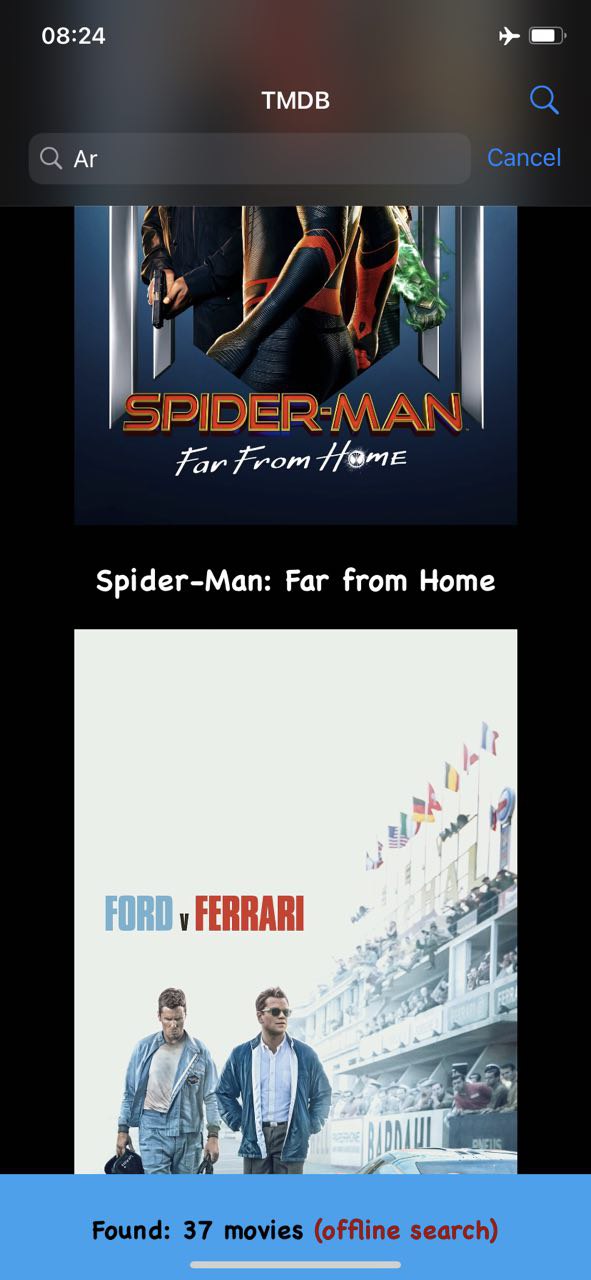 08:24
TMDB
Ar
Cancel
SPIDER-MAN
Far From Home
Spider-Man: Far from Home
FORD v FERRARI
BARDAHL
PNEUS
Found: 37 movies (offline search)